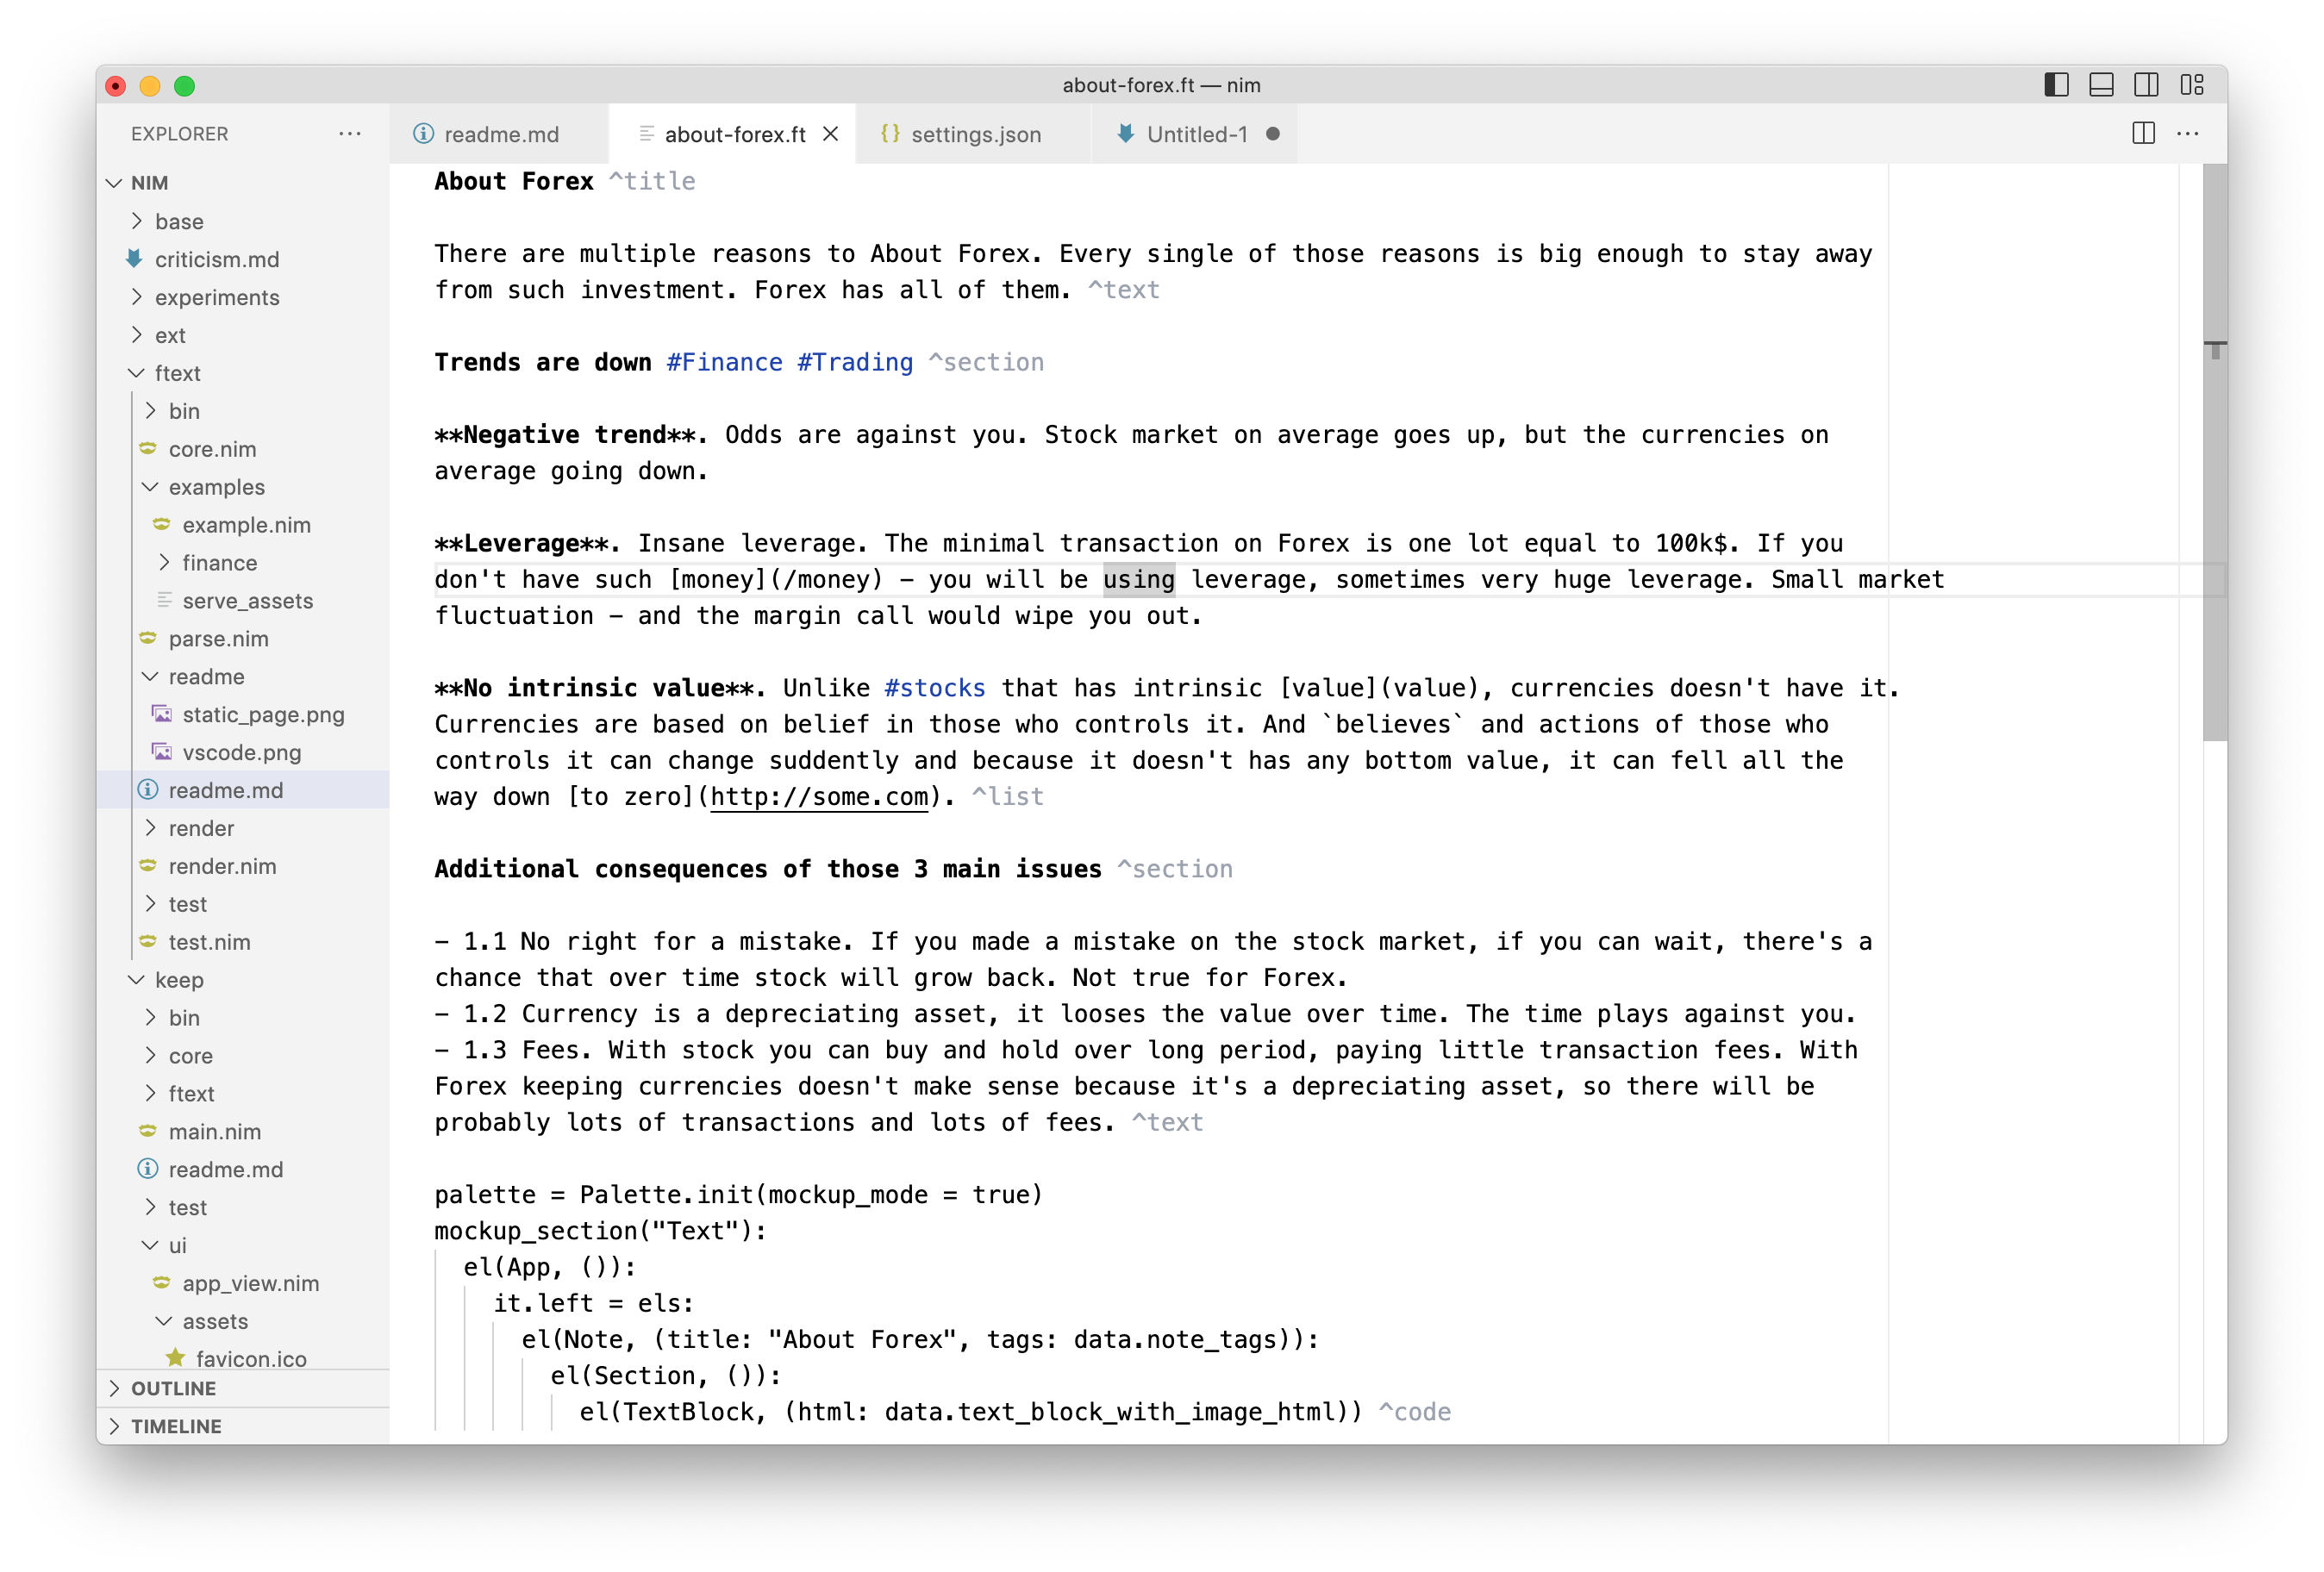 about-forex.ft — nim
EXPLORER
readme.md
about-forex.ft
settings.json
Untitled-1
NIM
base
criticism.md
experiments
ext
ftext
bin
core.nim
examples
example.nim
finance
serve_assets
parse.nim
readme
static_page.png
vscode.png
readme.md
render
render.nim
test
test.nim
keep
bin
core
ftext
main.nim
readme.md
test
ui
app_view.nim
assets
favicon.ico
OUTLINE
TIMELINE
About Forex ^title
There are multiple reasons to About Forex. Every single of those reasons is big enough to stay away
from such investment. Forex has all of them. ^text
Trends are down #Finance #Trading ^section
**Negative trend**. Odds are against you. Stock market on average goes up, but the currencies on
average going down.
**Leverage**. Insane leverage. The minimal transaction on Forex is one lot equal to 100k$. If you
don't have such [money](/money) – you will be using leverage, sometimes very huge leverage. Small market
fluctuation – and the margin call would wipe you out.
**No intrinsic value**. Unlike #stocks that has intrinsic [value](value), currencies doesn't have it.
Currencies are based on belief in those who controls it. And `believes` and actions of those who
controls it can change suddently and because it doesn't has any bottom value, it can fell all the
way down [to zero](http://some.com). ^list
Additional consequences of those 3 main issues ^section
– 1.1 No right for a mistake. If you made a mistake on the stock market, if you can wait, there's a
chance that over time stock will grow back. Not true for Forex.
– 1.2 Currency is a depreciating asset, it looses the value over time. The time plays against you.
– 1.3 Fees. With stock you can buy and hold over long period, paying little transaction fees. With
Forex keeping currencies doesn't make sense because it's a depreciating asset, so there will be
probably lots of transactions and lots of fees. ^text
palette = Palette.init(mockup_mode = true)
mockup_section("Text"):
el(App, ()):
it.left = els:
el(Note, (title: "About Forex", tags: data.note_tags)):
el(Section, ()):
el(TextBlock, (html: data.text_block_with_image_html)) ^code